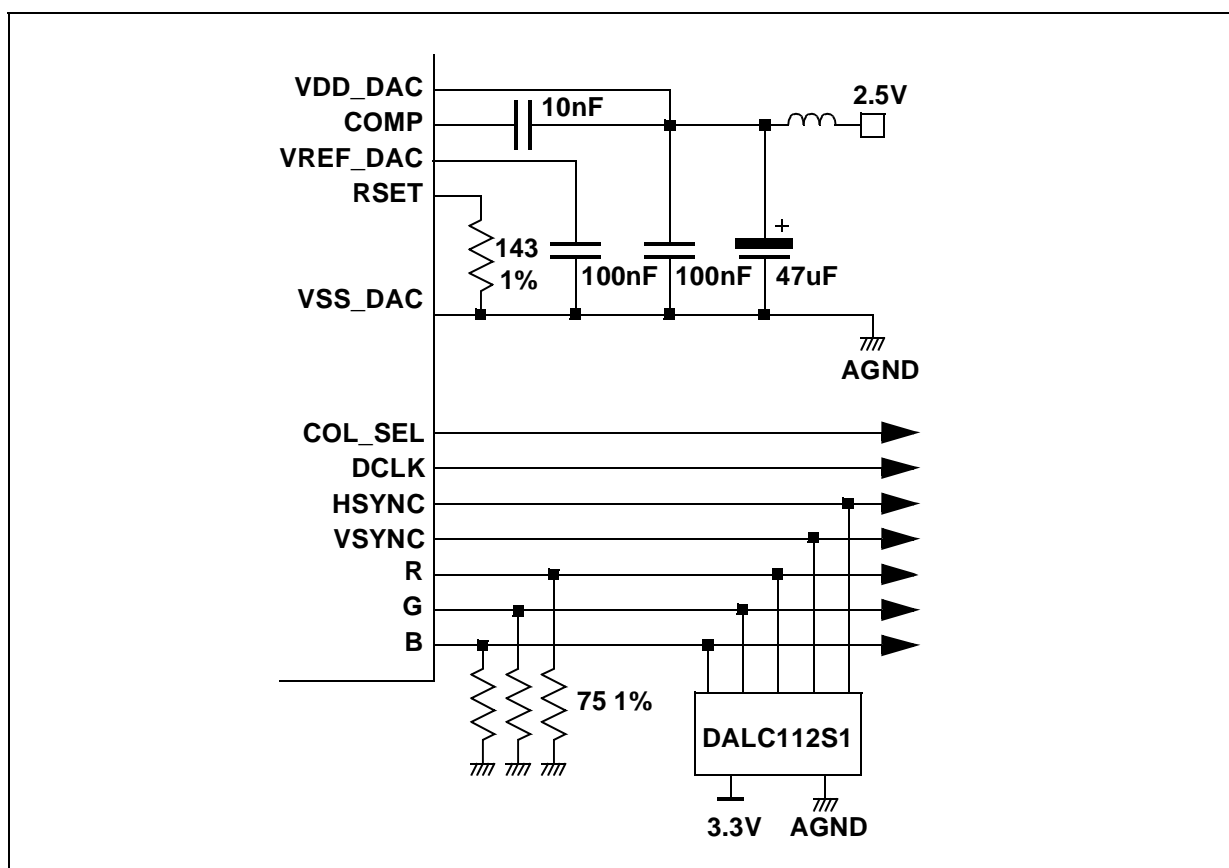 VDD_DAC
2.5V
10nF
COMP
VREF_DAC
RSET
+
143
1%
100nF
100nF
47uF
VSS_DAC
AGND
COL_SEL
DCLK
HSYNC
VSYNC
R
G
B
75 1%
DALC112S1
3.3V
AGND